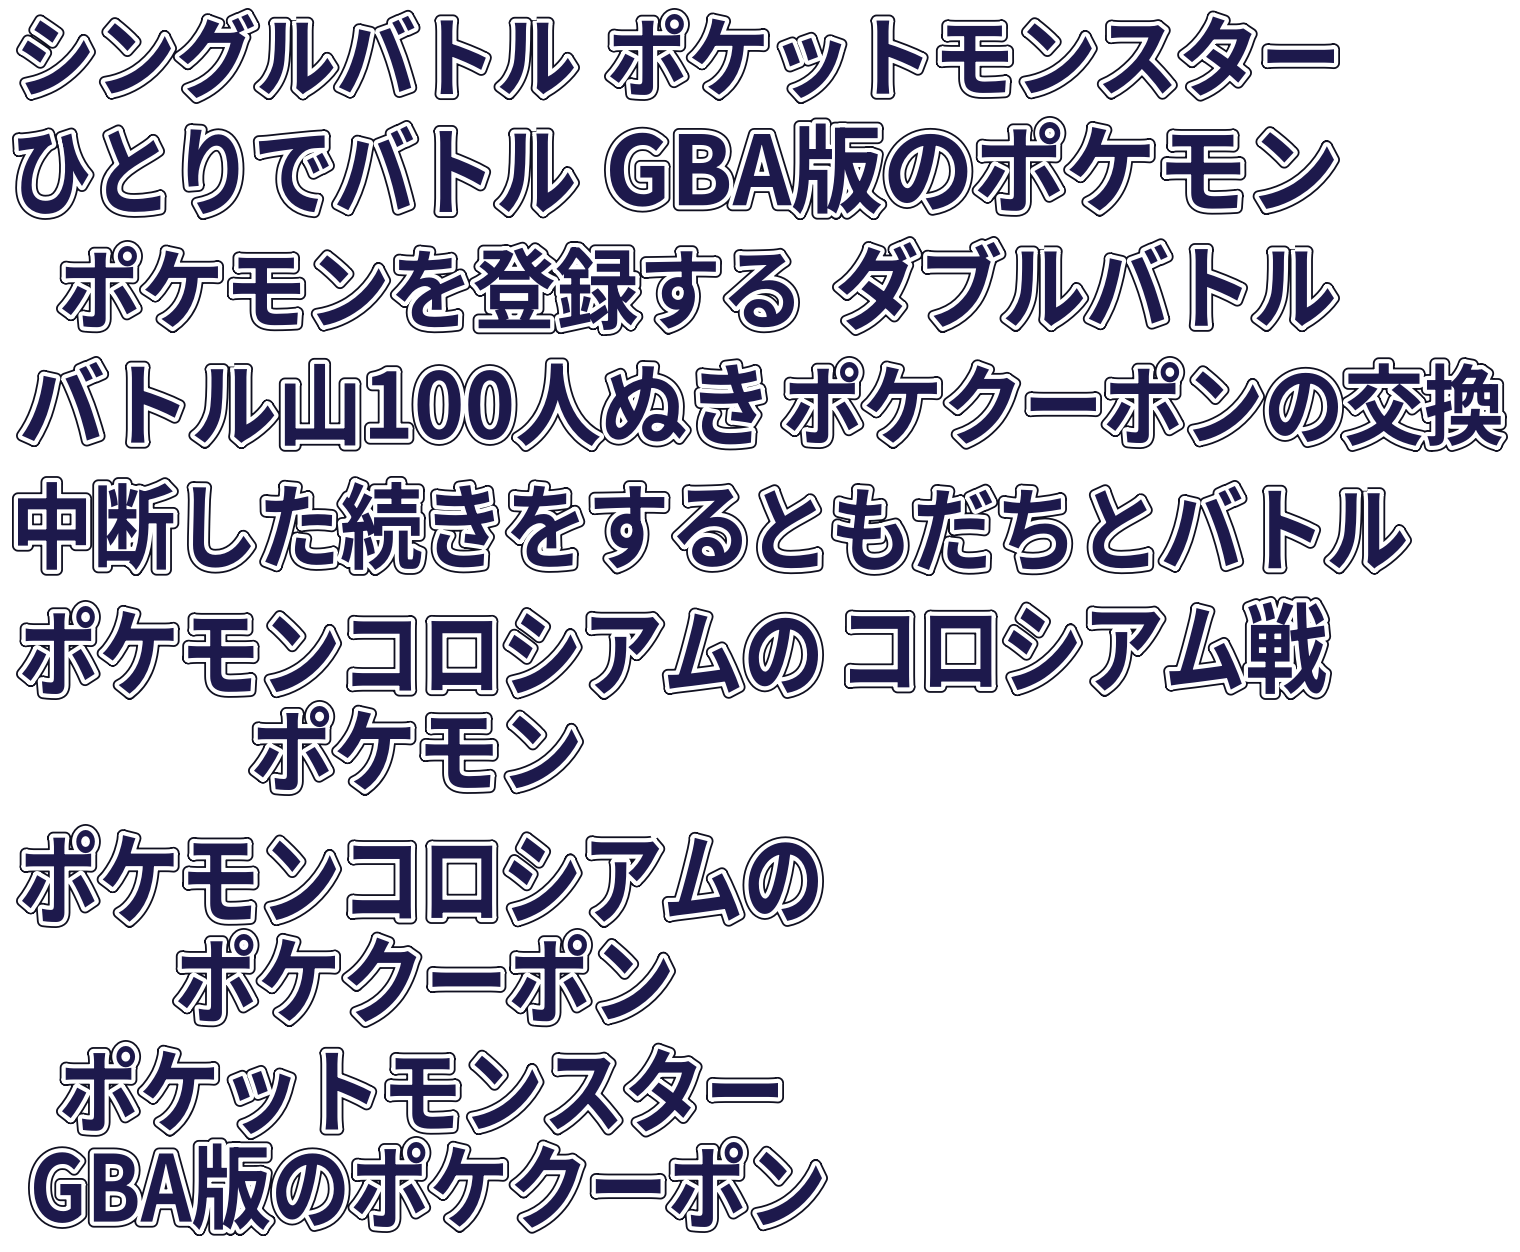 シングルバトル ポケットモンスター
ひとりでバトル GBA版のポケモン
ポケモンを登録する ダブルバトル
バトル山100人ぬき ポケクーポンの交換
中断した続きをするともだちとバトル
ポケモンコロシアムの コロシアム戦
ポケモン
ポケモンコロシアムの
ポケクーポン
ポケットモンスター
GBA版のポケクーポン